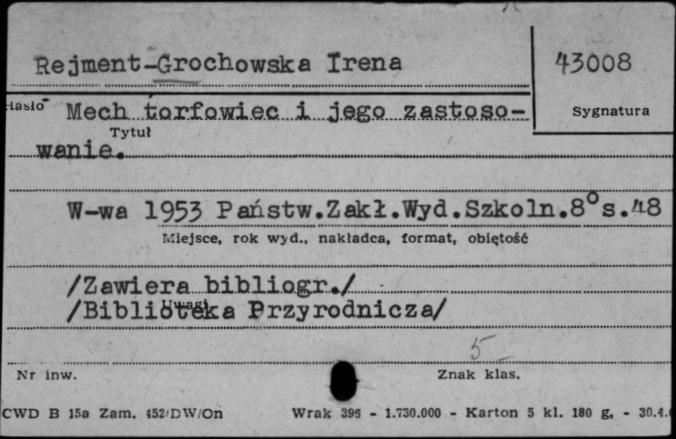 Rejment-Grochowska Irena
43008
Hasło
Mech torfowiec i jego zastoso-
Sygnatura
Tytuł
wanie.
W-wa 1953 Państw.Zakł.Wyd.Szkoln.8° s.48
Miejsce, rok wyd., nakładca, format, objętość
/Zawiera bibliogr./
Uwagi
/Biblioteka Przyrodnicza/
5
Nr inw.
Znak klas.
CWD B 15a Zam. 452/DW/On Wrak 396 - 1.730.000 - Karton 5 kl. 180 g. - 30.4.